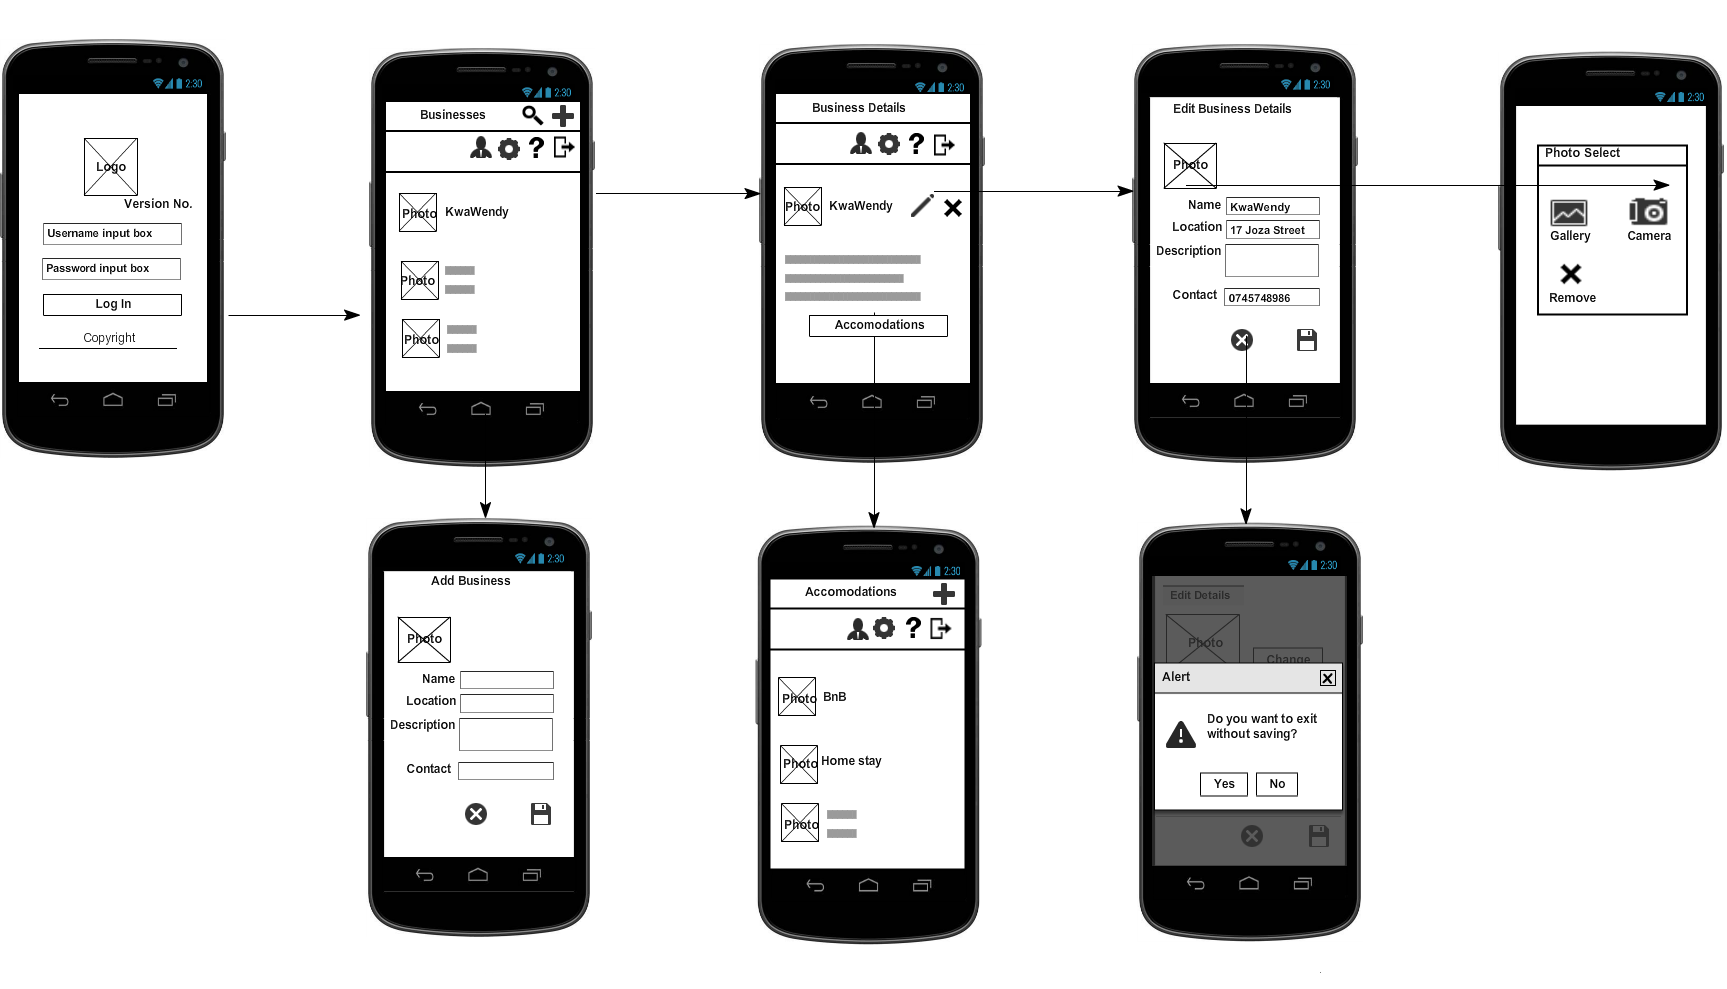 2:30
Logo
Version No.
Username input box
Password input box
Log In
Copyright
2:30
Businesses
?
Photo
KwaWendy
Photo
Photo
2:30
Business Details
?
Photo
KwaWendy
Accomodations
2:30
Edit Business Details
Photo
Name
KwaWendy
Location
17 Joza Street
Description
Contact
0745748986
2:30
Photo Select
Gallery
Camera
Remove
2:30
Add Business
Photo
Name
Location
Description
Contact
2:30
Accomodations
?
Photo
BnB
Photo
Home stay
Photo
2:30
Edit Details
Photo
Change
Alert
Do you want to exit
without saving?
Yes
No